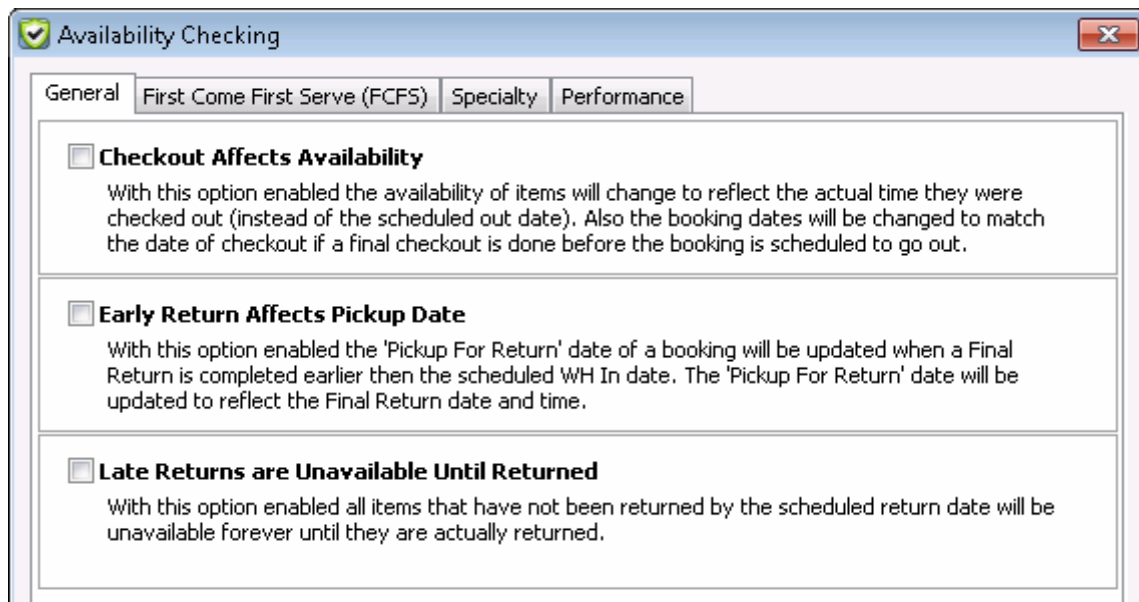 Availability Checking
General First Come First Serve (FCFS) Specialty Performance
Checkout Affects Availability
With this option enabled the availability of items will change to reflect the actual time they were
checked out (instead of the scheduled out date). Also the booking dates will be changed to match
the date of checkout if a final checkout is done before the booking is scheduled to go out.
Early Return Affects Pickup Date
With this option enabled the 'Pickup For Return' date of a booking will be updated when a Final
Return is completed earlier then the scheduled WH In date. The 'Pickup For Return' date will be
updated to reflect the Final Return date and time.
Late Returns are Unavailable Until Returned
With this option enabled all items that have not been returned by the scheduled return date will be
unavailable forever until they are actually returned.